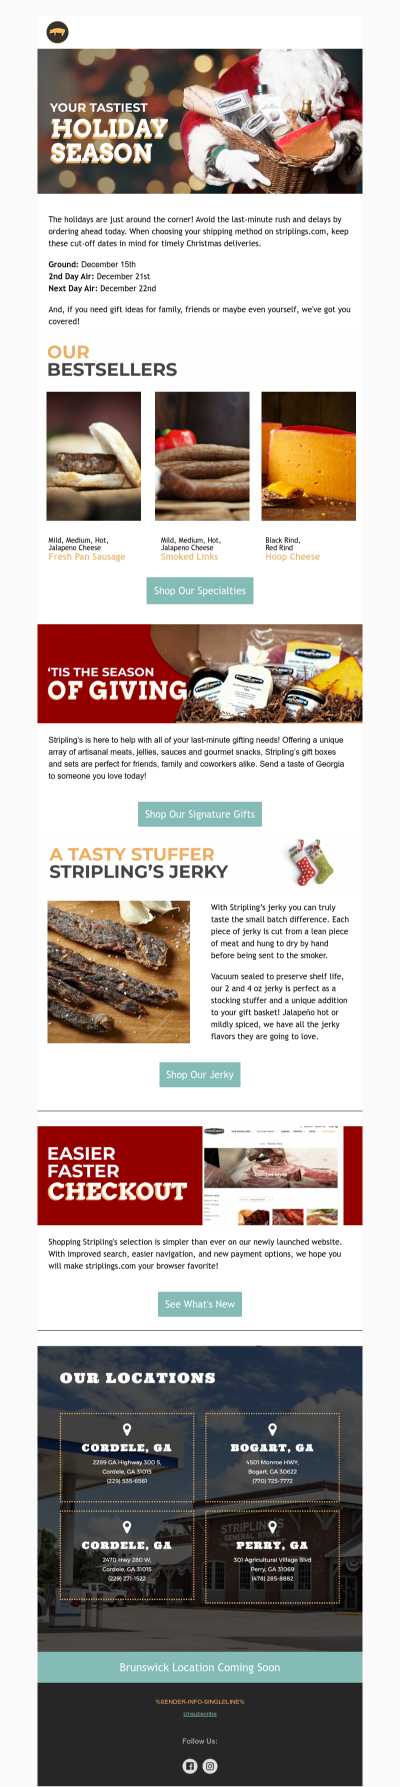 YOUR TASTIEST
HOLIDAY
SEASON
The holidays are just around the corner! Avoid the last-minute rush and delays by
ordering ahead today. When choosing your shipping method on striplings.com, keep
these cut-off dates in mind for timely Christmas deliveries.
Ground: December 15th
2nd Day Air: December 21st
Next Day Air: December 22nd
And, if you need gift ideas for family, friends or maybe even yourself, we've got you
covered!
OUR
BESTSELLERS
Mild, Medium, Hot,
Jalapeno Cheese
Fresh Pan Sausage
Mild, Medium, Hot,
Jalapeno Cheese
Smoked Links
Black Rind,
Red Rind
Hoop Cheese
Shop Our Specialties
'TIS THE SEASON
OF GIVING
Stripling's is here to help with all of your last-minute gifting needs! Offering a unique
array of artisanal meats, jellies, sauces and gourmet snacks, Stripling's gift boxes
and sets are perfect for friends, family and coworkers alike. Send a taste of Georgia
to someone you love today!
Shop Our Signature Gifts
A TASTY STUFFER
STRIPLING'S JERKY
With Stripling's jerky you can truly
taste the small batch difference. Each
piece of jerky is cut from a lean piece
of meat and hung to dry by hand
before being sent to the smoker.
Vacuum sealed to preserve shelf life,
our 2 and 4 oz jerky is perfect as a
stocking stuffer and a unique addition
to your gift basket! Jalapeño hot or
mildly spiced, we have all the jerky
flavors they are going to love.
Shop Our Jerky
EASIER
FASTER
CHECKOUT
Shopping Stripling's selection is simpler than ever on our newly launched website.
With improved search, easier navigation, and new payment options, we hope you
will make striplings.com your browser favorite!
See What's New
OUR LOCATIONS
CORDELE, GA
2289 GA Highway 300 S,
Cordele, GA 31015
(229) 535-6561
BOGART, GA
4501 Monroe HWY,
Bogart, GA 30622
(770) 725-7772
CORDELE, GA
2470 Hwy 280 W,
Cordele, GA 31015
(229) 271-1522
STRIPLING'S
GENERAL STORE
PERRY, GA
301 Agricultural Village Blvd
Perry, GA 31069
(478) 285-8882
Brunswick Location Coming Soon
%SENDER-INFO-SINGLELINE%
Unsubscribe
Follow Us: